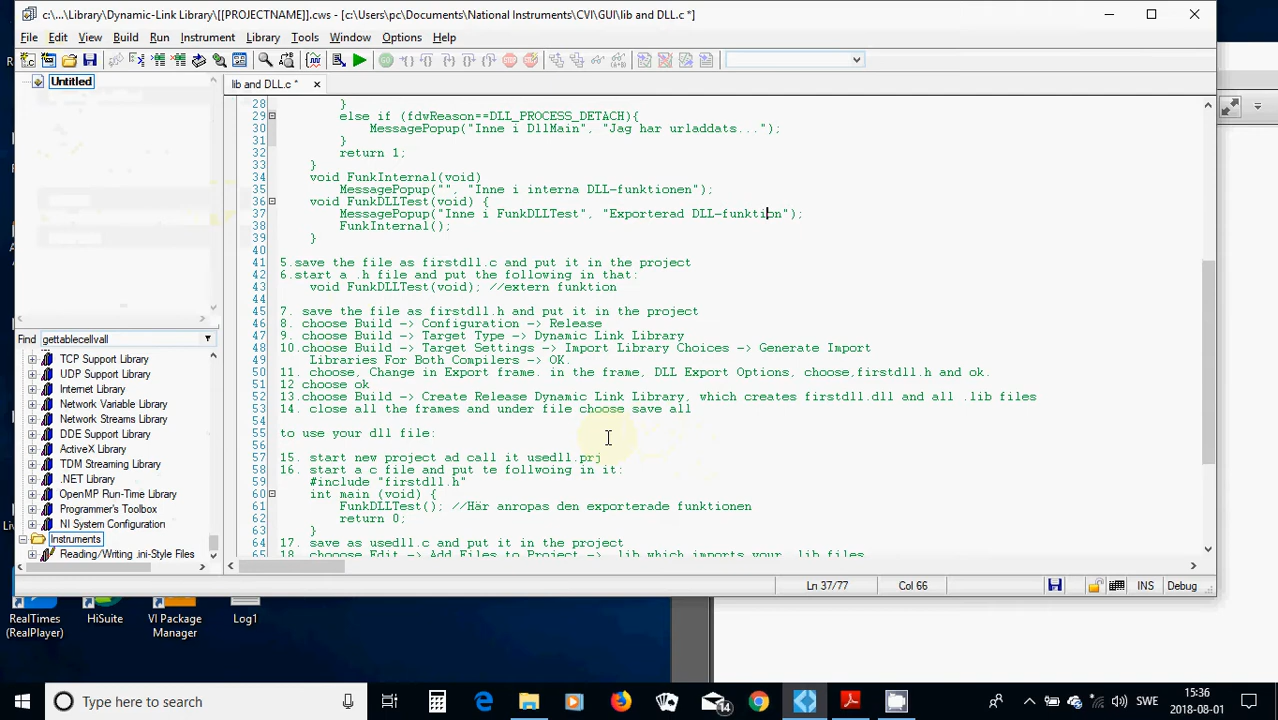 c:\...\Library\Dynamic-Link Library\[[PROJECTNAME]].cws - [c:\Users\pc\Documents\National Instruments\CVI\GUI\lib and DLL.c *]
File Edit View Build Run Instrument Library Tools Window Options Help
Untitled
lib and DLL.c *
28 }
29 else if (fdwReason==DLL_PROCESS_DETACH){
30 MessagePopup("Inne i DllMain", "Jag har urladdats...");
31 }
32 return 1;
33 }
34 void FunkInternal(void)
35 MessagePopup("", "Inne i interna DLL-funktionen");
36 void FunkDLLTest(void) {
37 MessagePopup("Inne i FunkDLLTest", "Exporterad DLL-funktion");
38 FunkInternal();
39 }
40
41 5.save the file as firstdll.c and put it in the project
42 6.start a .h file and put the following in that:
43 void FunkDLLTest(void); //extern funktion
44
45 7. save the file as firstdll.h and put it in the project
46 8. choose Build -> Configuration -> Release
47 9. choose Build -> Target Type -> Dynamic Link Library
48 10.choose Build -> Target Settings -> Import Library Choices -> Generate Import
49 Libraries For Both Compilers -> OK.
50 11. choose, Change in Export frame. in the frame, DLL Export Options, choose,firstdll.h and ok.
51 12 choose ok
52 13.choose Build -> Create Release Dynamic Link Library, which creates firstdll.dll and all .lib files
53 14. close all the frames and under file choose save all
54
55 to use your dll file:
56
57 15. start new project ad call it usedll.prj
58 16. start a c file and put te follwoing in it:
59 #include "firstdll.h"
60 int main (void) {
61 FunkDLLTest(); //Här anropas den exporterade funktionen
62 return 0;
63 }
64 17. save as usedll.c and put it in the project
65 18. chooose Edit -> Add Files to Project -> .lib which imports your .lib files
Find gettablecellvall
TCP Support Library
UDP Support Library
Internet Library
Network Variable Library
Network Streams Library
DDE Support Library
ActiveX Library
TDM Streaming Library
.NET Library
OpenMP Run-Time Library
Programmer's Toolbox
NI System Configuration
Instruments
Reading/Writing .ini-Style Files
Ln 37/77 Col 66 INS Debug
RealTimes
(RealPlayer)
HiSuite
VI Package
Manager
Log1
Type here to search
14
SWE
15:36
2018-08-01